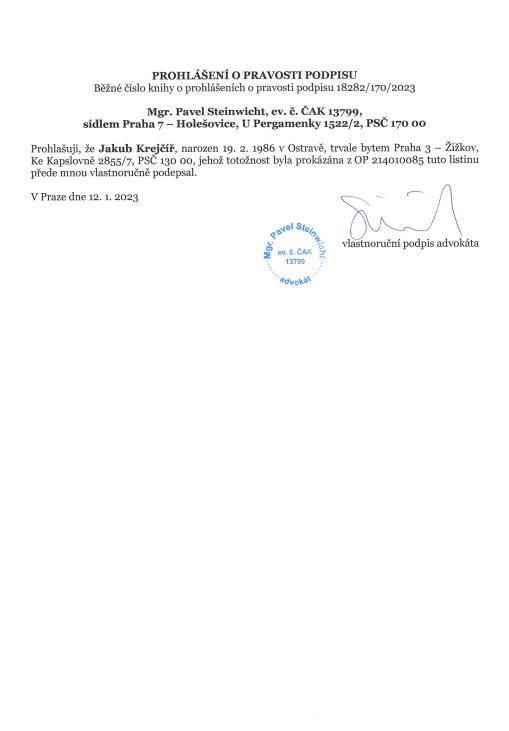 PROHLÁŠENÍ O PRAVOSTI PODPISU
Běžné číslo knihy o prohlášeních o pravosti podpisu 18282/170/2023
Mgr. Pavel Steinwicht, ev. č. ČAK 13799,
sídlem Praha 7 – Holešovice, U Pergamenky 1522/2, PSČ 170 00
Prohlašuji, že Jakub Krejčíř, narozen 19. 2. 1986 v Ostravě, trvale bytem Praha 3 – Žižkov,
Ke Kapslovně 2855/7, PSČ 130 00, jehož totožnost byla prokázána z OP 214010085 tuto listinu
přede mnou vlastnoručně podepsal.
V Praze dne 12. 1. 2023
vlastnoruční podpis advokáta
Mgr. Pavel Steinwicht
ev. č. ČAK
13799
advokát